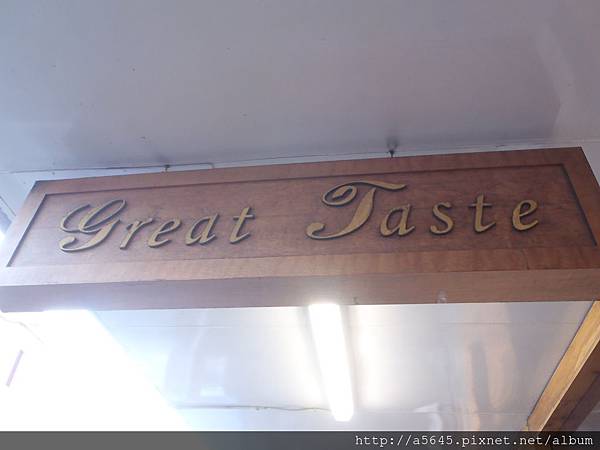 Great Taste
http://a5645.pixnet.net/album